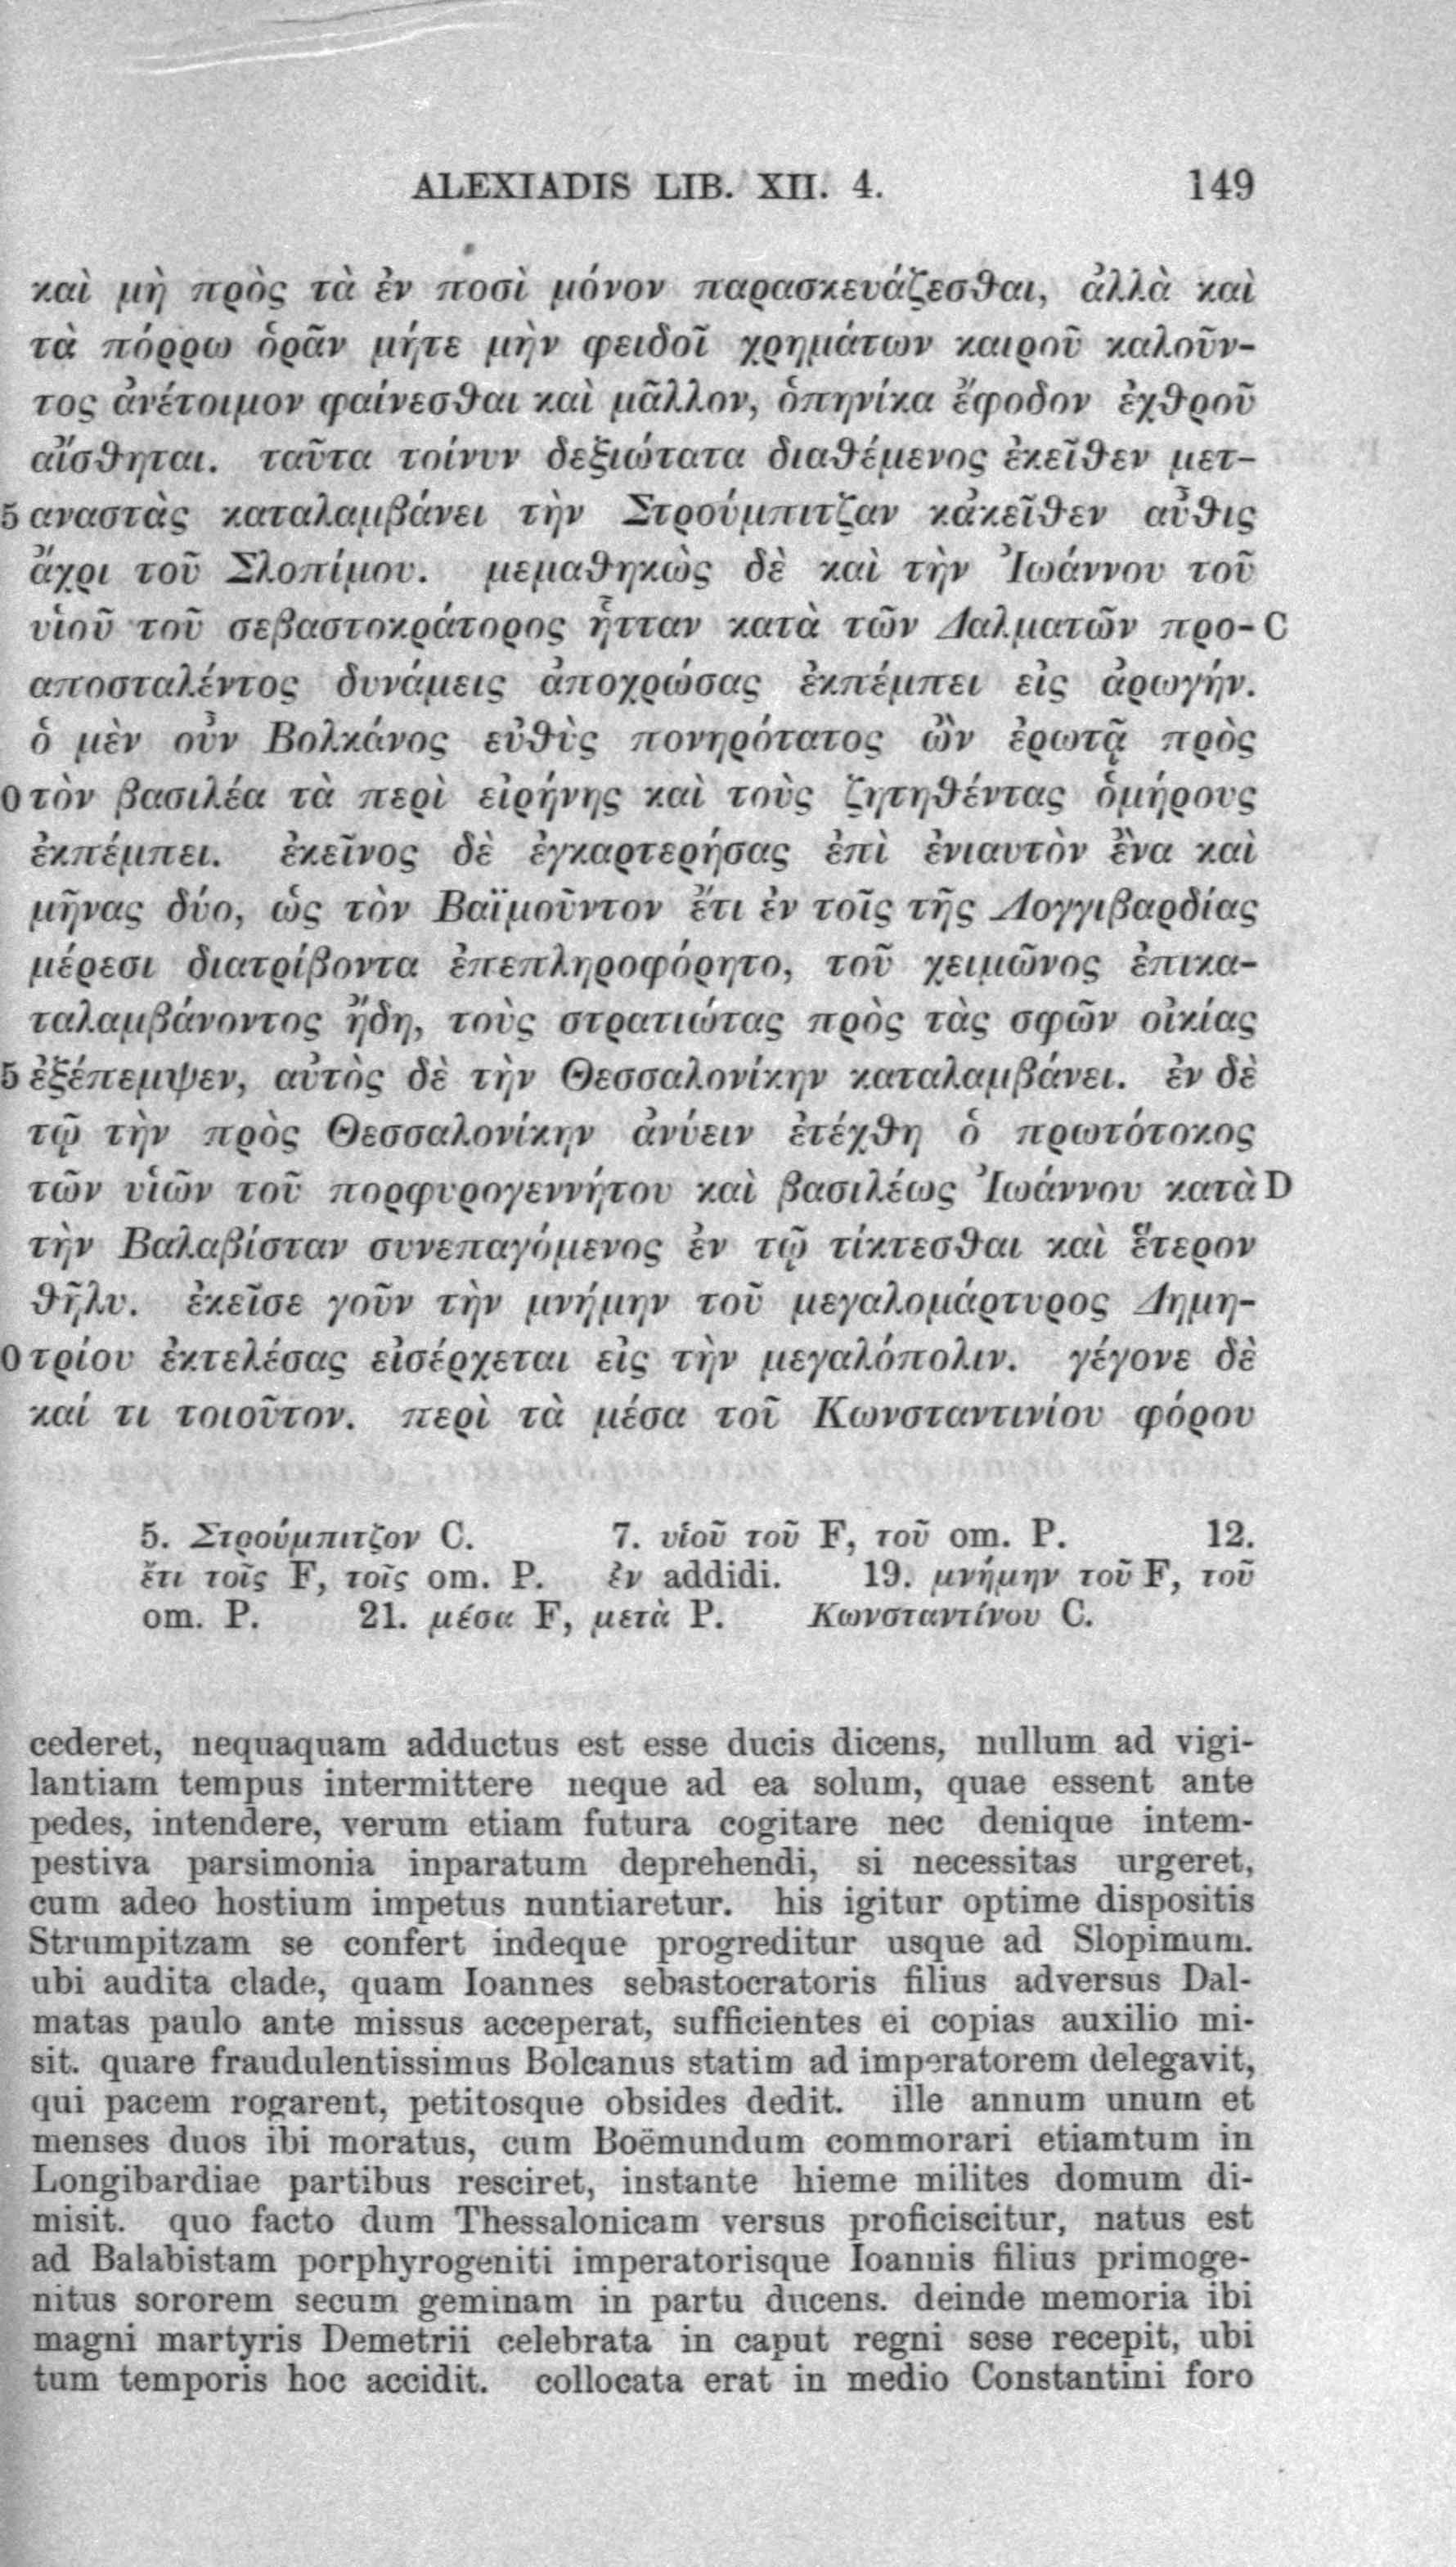 ALEXIADIS LIB. XII. 4. 149
καὶ μὴ πρὸς τὰ ἐν ποσὶ μόνον παρασκευάζεσθαι, ἀλλὰ καὶ
τὰ πόρρω ὁρᾶν μήτε μὴν φειδοῖ χρημάτων καιροῦ καλοῦν-
τος ἀνέτοιμον φαίνεσθαι καὶ μᾶλλον, ὁπηνίκα ἔφοδον ἐχθροῦ
αἴσθηται. ταῦτα τοίνυν δεξιώτατα διαθέμενος ἐκεῖθεν μετ-
5 αναστὰς καταλαμβάνει τὴν Στρούμπιτζαν κἀκεῖθεν αὖθις
ἄχρι τοῦ Σλοπίμου. μεμαθηκὼς δὲ καὶ τὴν Ἰωάννου τοῦ
υἱοῦ τοῦ σεβαστοκράτορος ἧτταν κατὰ τῶν Δαλματῶν προ- C
αποσταλέντος δυνάμεις ἀποχρώσας ἐκπέμπει εἰς ἀρωγήν.
ὁ μὲν οὖν Βολκάνος εὐθὺς πονηρότατος ὢν ἐρωτᾷ πρὸς
0 τὸν βασιλέα τὰ περὶ εἰρήνης καὶ τοὺς ζητηθέντας ὁμήρους
ἐκπέμπει. ἐκεῖνος δὲ ἐγκαρτερήσας ἐπὶ ἐνιαυτὸν ἕνα καὶ
μῆνας δύο, ὡς τὸν Βαϊμοῦντον ἔτι ἐν τοῖς τῆς Λογγιβαρδίας
μέρεσι διατρίβοντα ἐπεπληροφόρητο, τοῦ χειμῶνος ἐπικα-
ταλαμβάνοντος ἤδη, τοὺς στρατιώτας πρὸς τὰς σφῶν οἰκίας
5 ἐξέπεμψεν, αὐτὸς δὲ τὴν Θεσσαλονίκην καταλαμβάνει. ἐν δὲ
τῷ τὴν πρὸς Θεσσαλονίκην ἀνύειν ἐτέχθη ὁ πρωτότοκος
τῶν υἱῶν τοῦ πορφυρογεννήτου καὶ βασιλέως Ἰωάννου κατὰ D
τὴν Βαλαβίσταν συνεπαγόμενος ἐν τῷ τίκτεσθαι καὶ ἕτερον
θῆλυ. ἐκεῖσε γοῦν τὴν μνήμην τοῦ μεγαλομάρτυρος Δημη-
0 τρίου ἐκτελέσας εἰσέρχεται εἰς τὴν μεγαλόπολιν. γέγονε δὲ
καί τι τοιοῦτον. περὶ τὰ μέσα τοῦ Κωνσταντινίου φόρου
5. Στρούμπιτζον C. 7. υἱοῦ τοῦ F, τοῦ om. P. 12.
ἔτι τοῖς F, τοῖς om. P. ἐν addidi. 19. μνήμην τοῦ F, τοῦ
om. P. 21. μέσα F, μετὰ P. Κωνσταντίνου C.
cederet, nequaquam adductus est esse ducis dicens, nullum ad vigi-
lantiam tempus intermittere neque ad ea solum, quae essent ante
pedes, intendere, verum etiam futura cogitare nec denique intem-
pestiva parsimonia inparatum deprehendi, si necessitas urgeret,
cum adeo hostium impetus nuntiaretur. his igitur optime dispositis
Strumpitzam se confert indeque progreditur usque ad Slopimum.
ubi audita clade, quam Ioannes sebastocratoris filius adversus Dal-
matas paulo ante missus acceperat, sufficientes ei copias auxilio mi-
sit. quare fraudulentissimus Bolcanus statim ad imperatorem delegavit,
qui pacem rogarent, petitosque obsides dedit. ille annum unum et
menses duos ibi moratus, cum Boëmundum commorari etiamtum in
Longibardiae partibus resciret, instante hieme milites domum di-
misit. quo facto dum Thessalonicam versus proficiscitur, natus est
ad Balabistam porphyrogeniti imperatorisque Ioannis filius primoge-
nitus sororem secum geminam in partu ducens. deinde memoria ibi
magni martyris Demetrii celebrata in caput regni sese recepit, ubi
tum temporis hoc accidit. collocata erat in medio Constantini foro